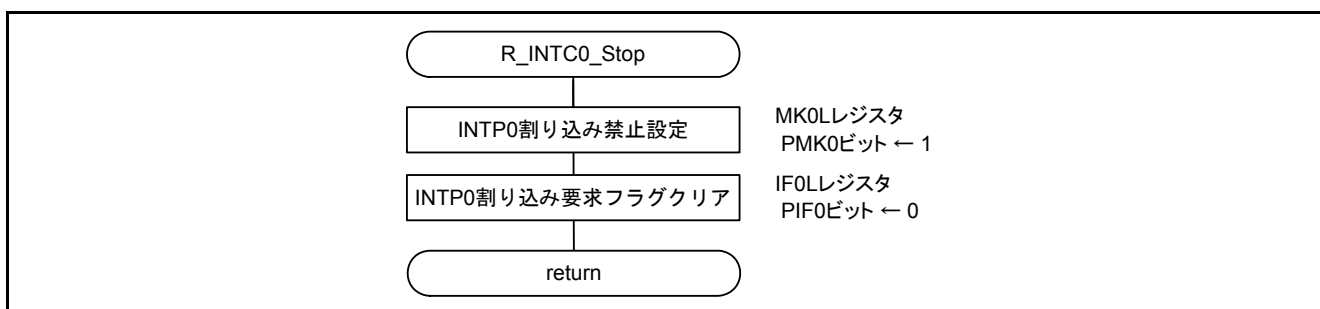 R_INTC0_Stop
INTP0割り込み禁止設定
MK0Lレジスタ
PMK0ビット ← 1
INTP0割り込み要求フラグクリア
IF0Lレジスタ
PIF0ビット ← 0
return